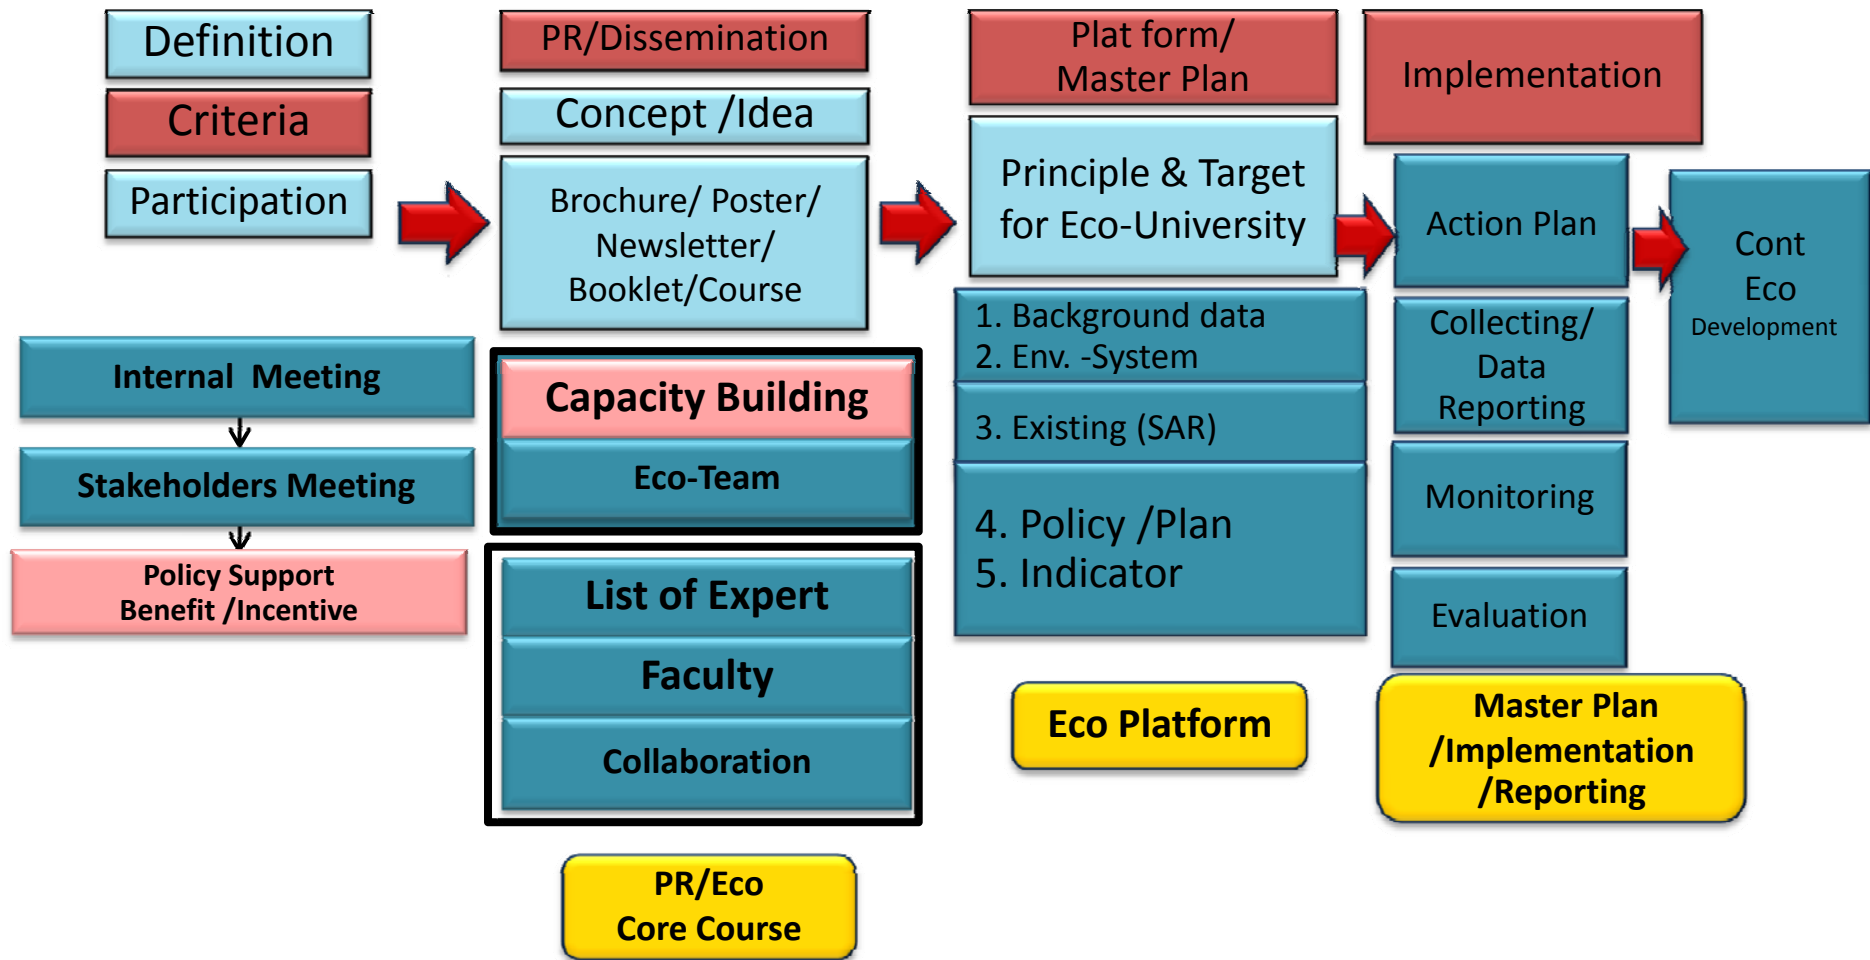 Definition
Criteria
Participation
Internal  Meeting
Stakeholders Meeting
Policy Support
Benefit /Incentive
PR/Dissemination
Concept /Idea
Brochure/ Poster/
Newsletter/
Booklet/Course
Capacity Building
Eco-Team
List of Expert
Faculty
Collaboration
PR/Eco
Core Course
Plat form/
Master Plan
Principle & Target
for Eco-University
1. Background data
2. Env. -System
3. Existing (SAR)
4. Policy /Plan
5. Indicator
Eco Platform
Implementation
Action Plan
Collecting/
Data
Reporting
Monitoring
Evaluation
Master Plan
/Implementation
/Reporting
Cont
Eco
Development